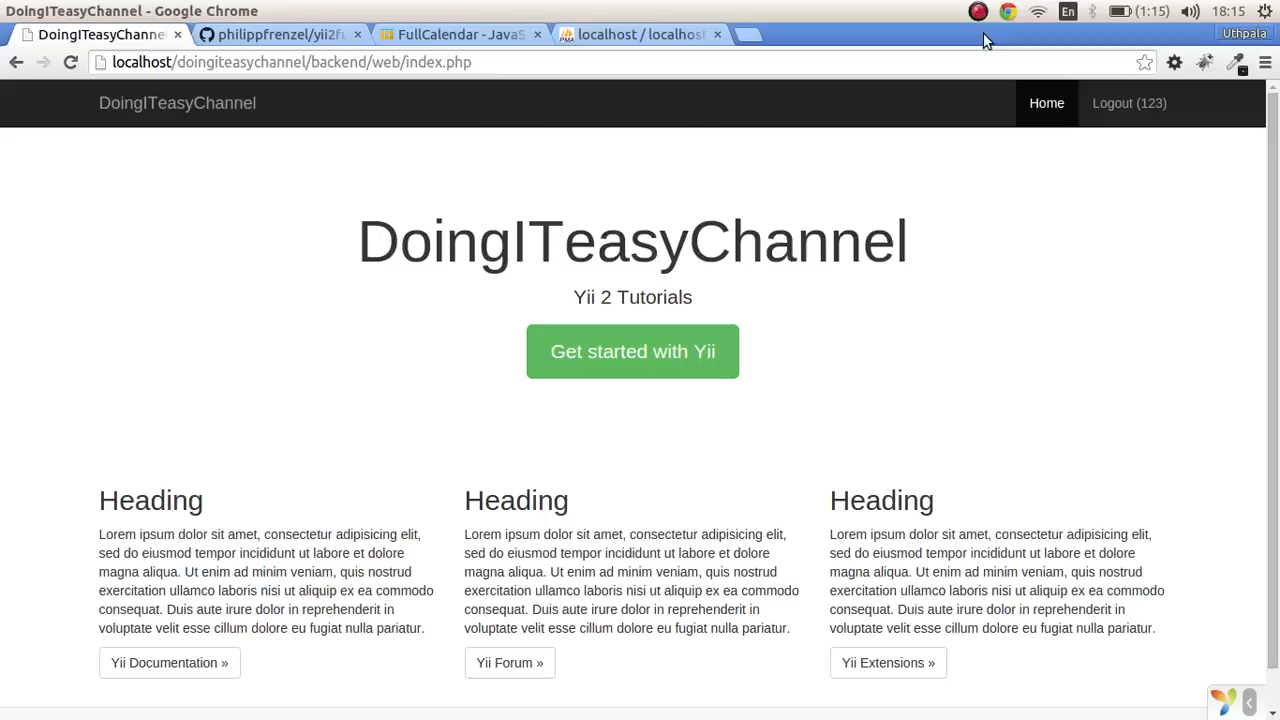 DoingITeasyChannel - Google Chrome
En
(1:15)
18:15
DoingITeasyChannel
philippfrenzel/yii2fu
FullCalendar - JavaS
PMA
localhost / localhost
Uthpala
localhost/doingiteasychannel/backend/web/index.php
DoingITeasyChannel
Home
Logout (123)
DoingITeasyChannel
Yii 2 Tutorials
Get started with Yii
Heading
Lorem ipsum dolor sit amet, consectetur adipisicing elit,
sed do eiusmod tempor incididunt ut labore et dolore
magna aliqua. Ut enim ad minim veniam, quis nostrud
exercitation ullamco laboris nisi ut aliquip ex ea commodo
consequat. Duis aute irure dolor in reprehenderit in
voluptate velit esse cillum dolore eu fugiat nulla pariatur.
Yii Documentation »
Heading
Lorem ipsum dolor sit amet, consectetur adipisicing elit,
sed do eiusmod tempor incididunt ut labore et dolore
magna aliqua. Ut enim ad minim veniam, quis nostrud
exercitation ullamco laboris nisi ut aliquip ex ea commodo
consequat. Duis aute irure dolor in reprehenderit in
voluptate velit esse cillum dolore eu fugiat nulla pariatur.
Yii Forum »
Heading
Lorem ipsum dolor sit amet, consectetur adipisicing elit,
sed do eiusmod tempor incididunt ut labore et dolore
magna aliqua. Ut enim ad minim veniam, quis nostrud
exercitation ullamco laboris nisi ut aliquip ex ea commodo
consequat. Duis aute irure dolor in reprehenderit in
voluptate velit esse cillum dolore eu fugiat nulla pariatur.
Yii Extensions »